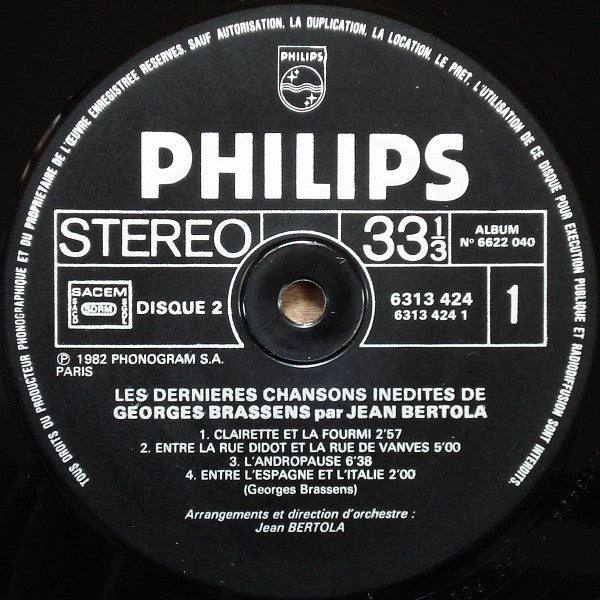 TOUS DROITS DU PRODUCTEUR PHONOGRAPHIQUE ET DU PROPRIETAIRE DE L'ŒUVRE ENREGISTREE RESERVES. SAUF AUTORISATION, LA DUPLICATION, LA LOCATION, LE PRET, L'UTILISATION DE CE DISQUE POUR EXECUTION PUBLIQUE ET RADIODIFFUSION SONT INTERDITS.
PHILIPS
PHILIPS
STEREO
33 1/3
ALBUM
Nº 6622 040
SACEM
SDRM
DISQUE 2
6313 424
6313 424 1
1
℗ 1982 PHONOGRAM S.A.
PARIS
LES DERNIERES CHANSONS INEDITES DE
GEORGES BRASSENS par JEAN BERTOLA
1. CLAIRETTE ET LA FOURMI 2'57
2. ENTRE LA RUE DIDOT ET LA RUE DE VANVES 5'00
3. L'ANDROPAUSE 6'38
4. ENTRE L'ESPAGNE ET L'ITALIE 2'00
(Georges Brassens)
Arrangements et direction d'orchestre :
Jean BERTOLA